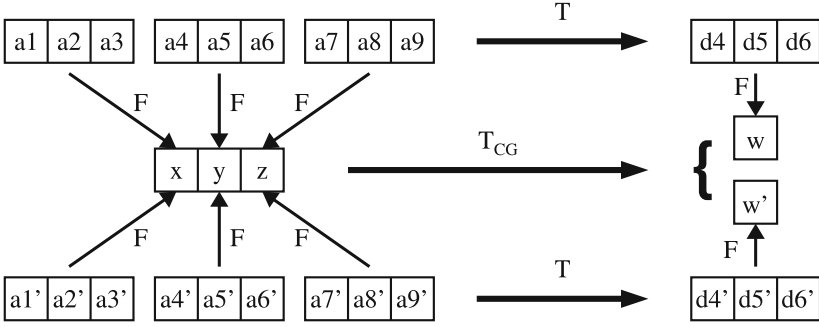 a1 a2 a3 a4 a5 a6 a7 a8 a9 T d4 d5 d6
F F F F
x y z T_CG { w
w'
F F F F
a1' a2' a3' a4' a5' a6' a7' a8' a9' T d4' d5' d6'